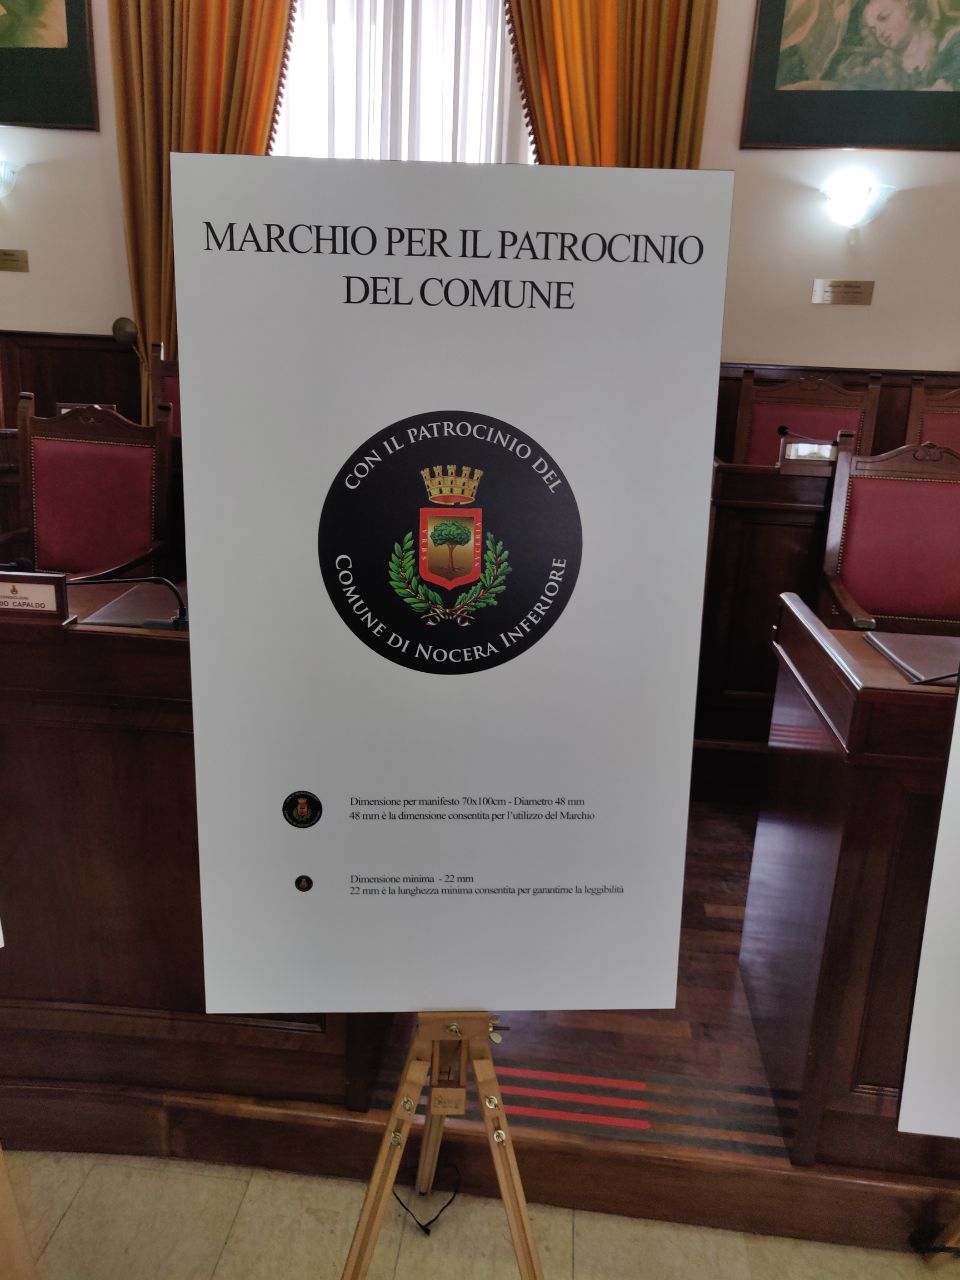 MARCHIO PER IL PATROCINIO
DEL COMUNE
CON IL PATROCINIO DEL
VRBS NVCERIA
COMUNE DI NOCERA INFERIORE
Dimensione per manifesto 70x100cm - Diametro 48 mm
48 mm è la dimensione consentita per l'utilizzo del Marchio
Dimensione minima - 22 mm
22 mm è la lunghezza minima consentita per garantirne la leggibilità
CAPALDO